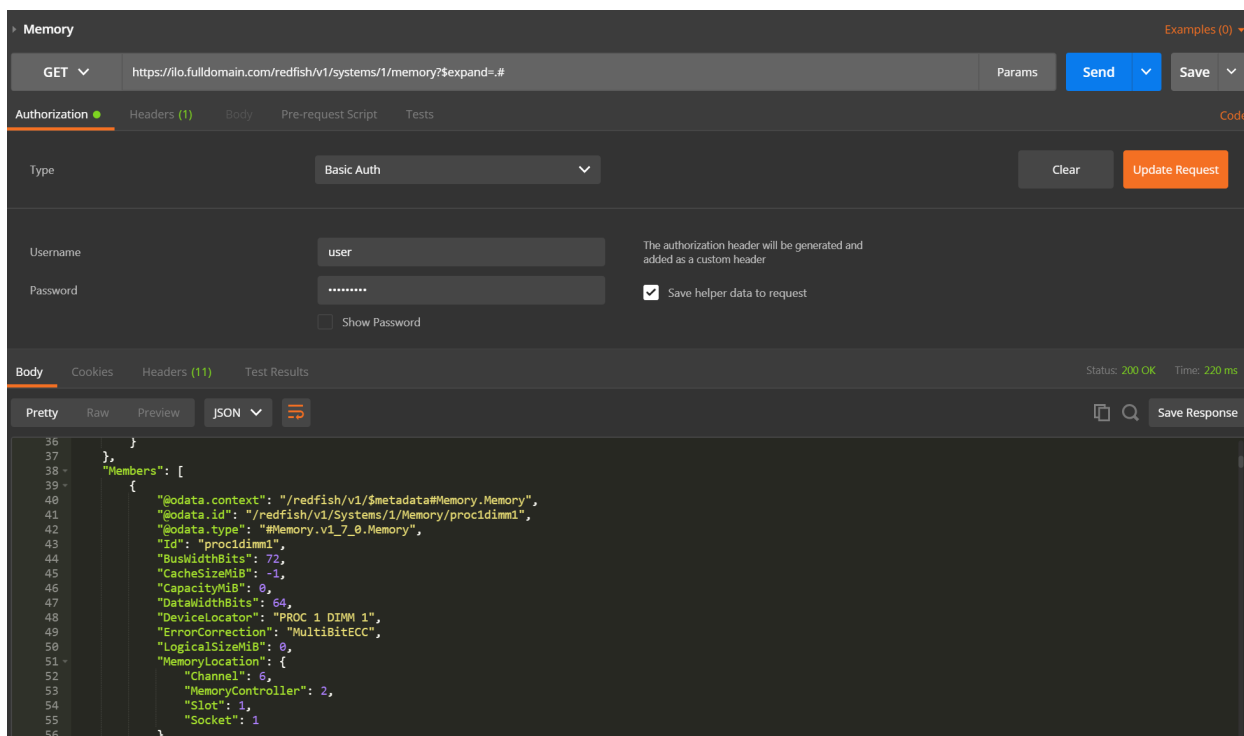 Memory
Examples (0)
GET
https://ilo.fulldomain.com/redfish/v1/systems/1/memory?$expand=.#
Params
Send
Save
Authorization
Headers (1)
Body
Pre-request Script
Tests
Code
Type
Basic Auth
Clear
Update Request
Username
user
The authorization header will be generated and
added as a custom header
Password
•••••••••
Save helper data to request
Show Password
Body
Cookies
Headers (11)
Test Results
Status: 200 OK
Time: 220 ms
Pretty
Raw
Preview
JSON
Save Response
36 }
37 },
38 "Members": [
39 {
40 "@odata.context": "/redfish/v1/$metadata#Memory.Memory",
41 "@odata.id": "/redfish/v1/Systems/1/Memory/proc1dimm1",
42 "@odata.type": "#Memory.v1_7_0.Memory",
43 "Id": "proc1dimm1",
44 "BusWidthBits": 72,
45 "CacheSizeMiB": -1,
46 "CapacityMiB": 0,
47 "DataWidthBits": 64,
48 "DeviceLocator": "PROC 1 DIMM 1",
49 "ErrorCorrection": "MultiBitECC",
50 "LogicalSizeMiB": 0,
51 "MemoryLocation": {
52 "Channel": 6,
53 "MemoryController": 2,
54 "Slot": 1,
55 "Socket": 1
56 }